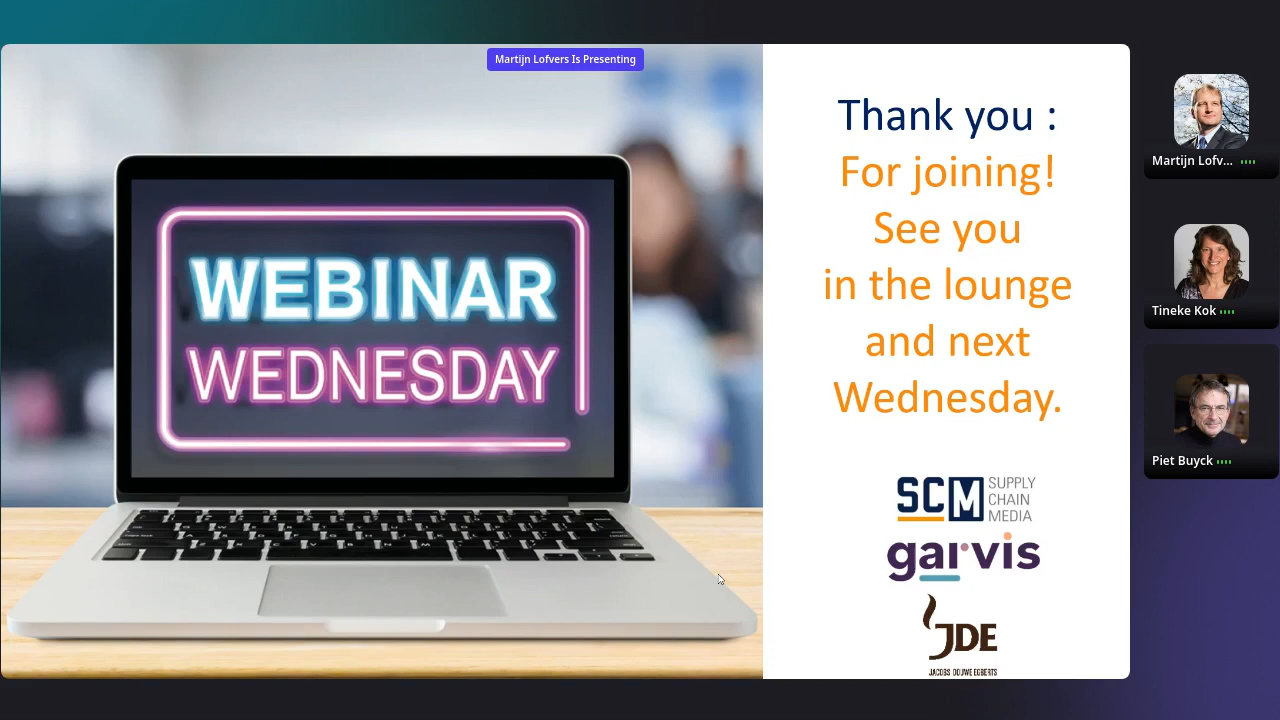 Martijn Lofvers Is Presenting
WEBINAR
WEDNESDAY
Thank you :
For joining!
See you
in the lounge
and next
Wednesday.
SCM SUPPLY
CHAIN
MEDIA
garvis
JDE
JACOBS DOUWE EGBERTS
Martijn Lofv...
Tineke Kok
Piet Buyck